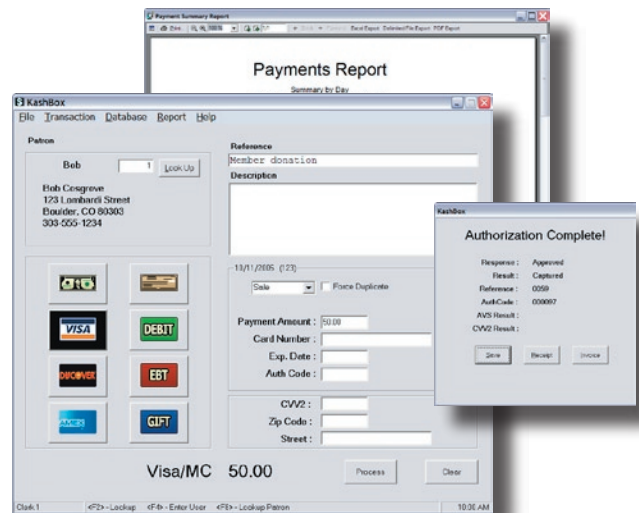 Payment Summary Report
Payments Report
Summary by Day
KashBox
File Transaction Database Report Help
Patron
Bob 1 Look Up
Bob Cosgrove
123 Lombardi Street
Boulder, CO 80303
303-555-1234
VISA
DEBIT
DISCOVER
EBT
AMEX
GIFT
Reference
Member donation
Description
10/11/2005 (123)
Sale Force Duplicate
Payment Amount : 50.00
Card Number :
Exp. Date :
Auth Code :
CVV2 :
Zip Code :
Street :
Visa/MC 50.00 Process Clear
Clerk 1 <F2> - Lookup <F4> - Enter User <F8> - Lookup Patron 10:30 AM
KashBox
Authorization Complete!
Response : Approved
Result : Captured
Reference : 0059
AuthCode : 000097
AVS Result :
CVV2 Result :
Save Receipt Invoice